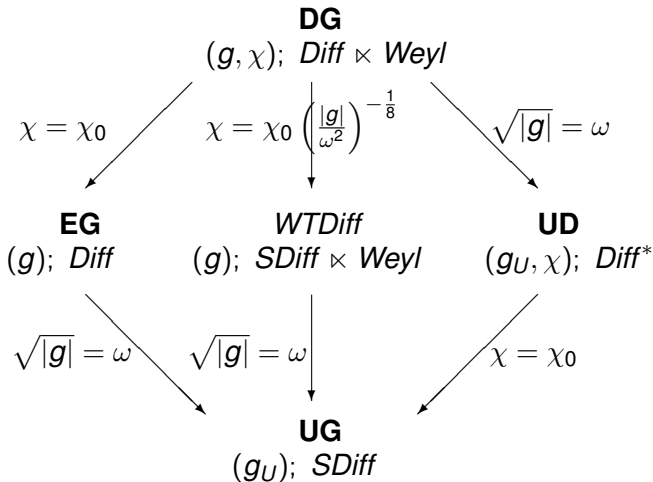 DG
(g, χ); Diff ⋉ Weyl
χ = χ₀
χ = χ₀ (|g|/ω²)^(−1/8)
√|g| = ω
EG
WTDiff
UD
(g); Diff
(g); SDiff ⋉ Weyl
(g_U, χ); Diff*
√|g| = ω
√|g| = ω
χ = χ₀
UG
(g_U); SDiff